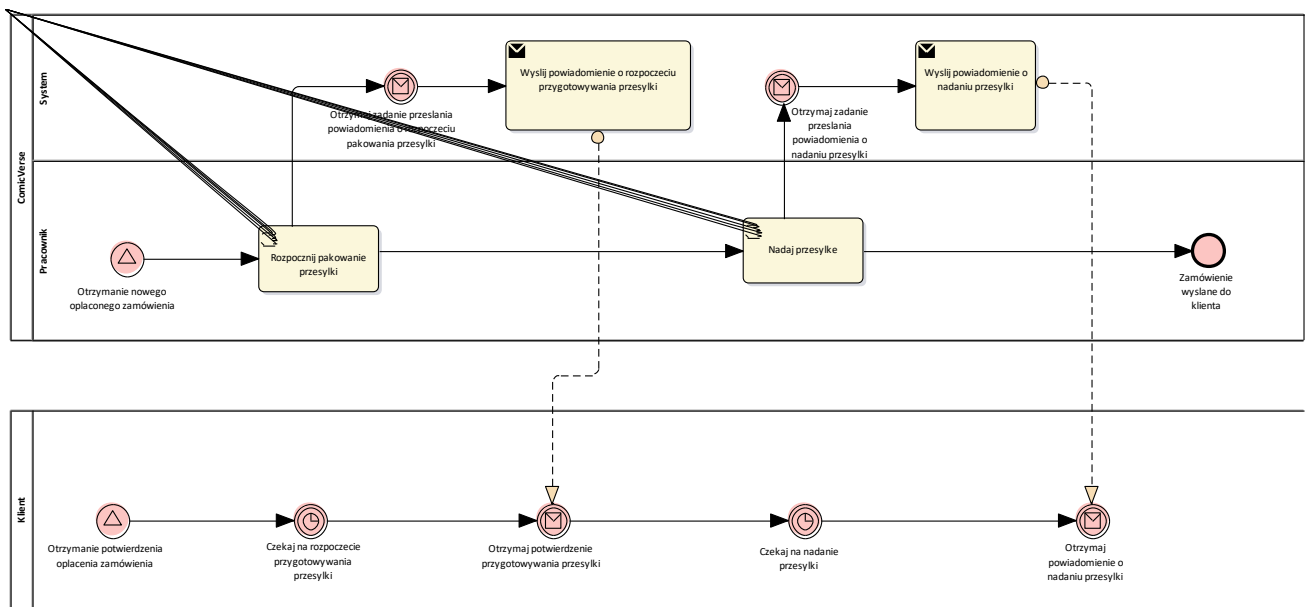 ComicVerse
System
Otrzymaj zadanie przeslania
powiadomienia o rozpoczeciu
pakowania przesylki
Wyslij powiadomienie o rozpoczeciu
przygotowywania przesylki
Otrzymaj zadanie
przeslania
powiadomienia o
nadaniu przesylki
Wyslij powiadomienie o
nadaniu przesylki
Pracownik
Otrzymanie nowego
oplaconego zamówienia
Rozpocznij pakowanie
przesylki
Nadaj przesylke
Zamówienie
wyslane do
klienta
Klient
Otrzymanie potwierdzenia
oplacenia zamówienia
Czekaj na rozpoczecie
przygotowywania
przesylki
Otrzymaj potwierdzenie
przygotowywania przesylki
Czekaj na nadanie
przesylki
Otrzymaj
powiadomienie o
nadaniu przesylki